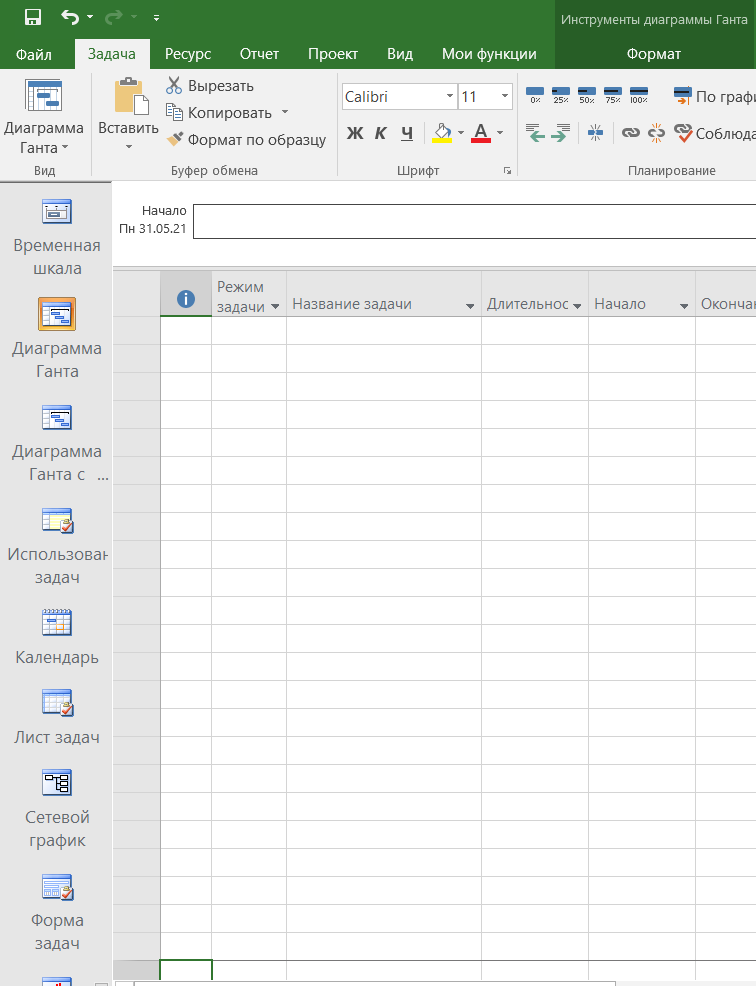 Инструменты диаграммы Ганта
Файл Задача Ресурс Отчет Проект Вид Мои функции Формат
Диаграмма
Ганта
Вид
Вставить
Вырезать
Копировать
Формат по образцу
Буфер обмена
Calibri 11
Ж К Ч
А
Шрифт
0% 25% 50% 75% 100%
По графи
Соблюда
Планирование
Временная
шкала
Диаграмма
Ганта
Диаграмма
Ганта с ...
Использован
задач
Календарь
Лист задач
Сетевой
график
Форма
задач
Начало
Пн 31.05.21
Режим
задачи
Название задачи
Длительнос
Начало
Окончан